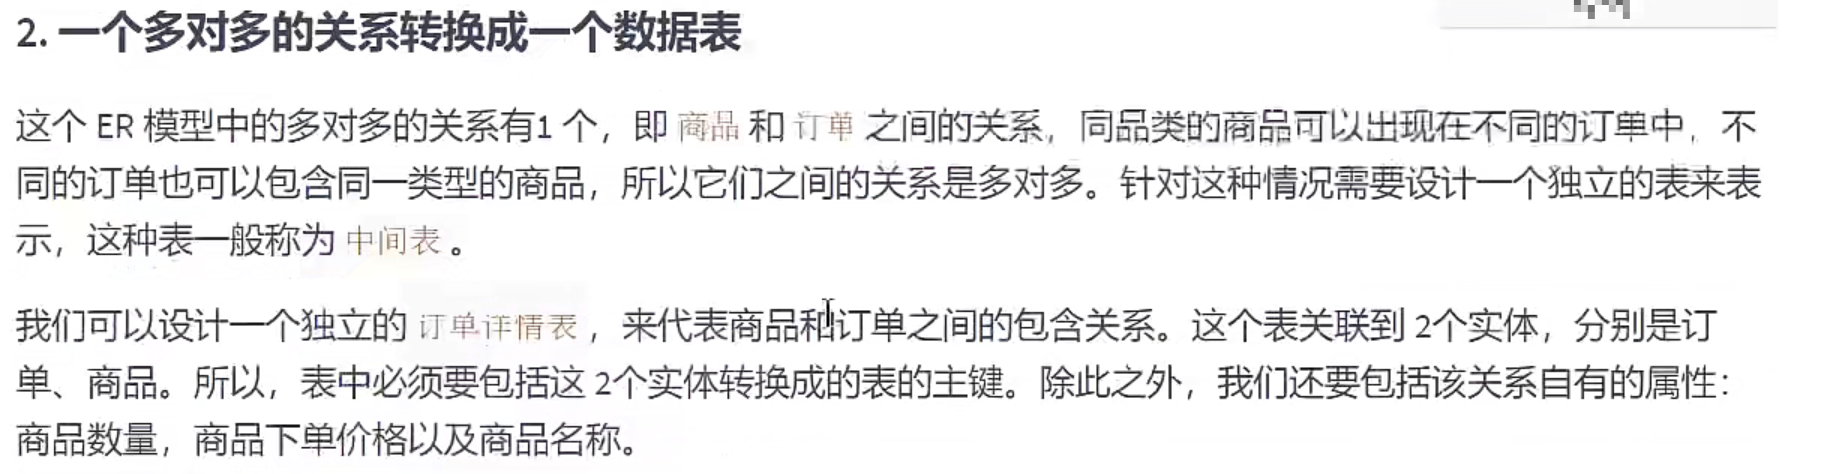 2. 一个多对多的关系转换成一个数据表
这个 ER 模型中的多对多的关系有1 个，即 商品 和 订单 之间的关系，同品类的商品可以出现在不同的订单中，不
同的订单也可以包含同一类型的商品，所以它们之间的关系是多对多。针对这种情况需要设计一个独立的表来表
示，这种表一般称为 中间表 。
我们可以设计一个独立的 订单详情表 ，来代表商品和订单之间的包含关系。这个表关联到 2个实体，分别是订
单、商品。所以，表中必须要包括这 2个实体转换成的表的主键。除此之外，我们还要包括该关系自有的属性：
商品数量，商品下单价格以及商品名称。